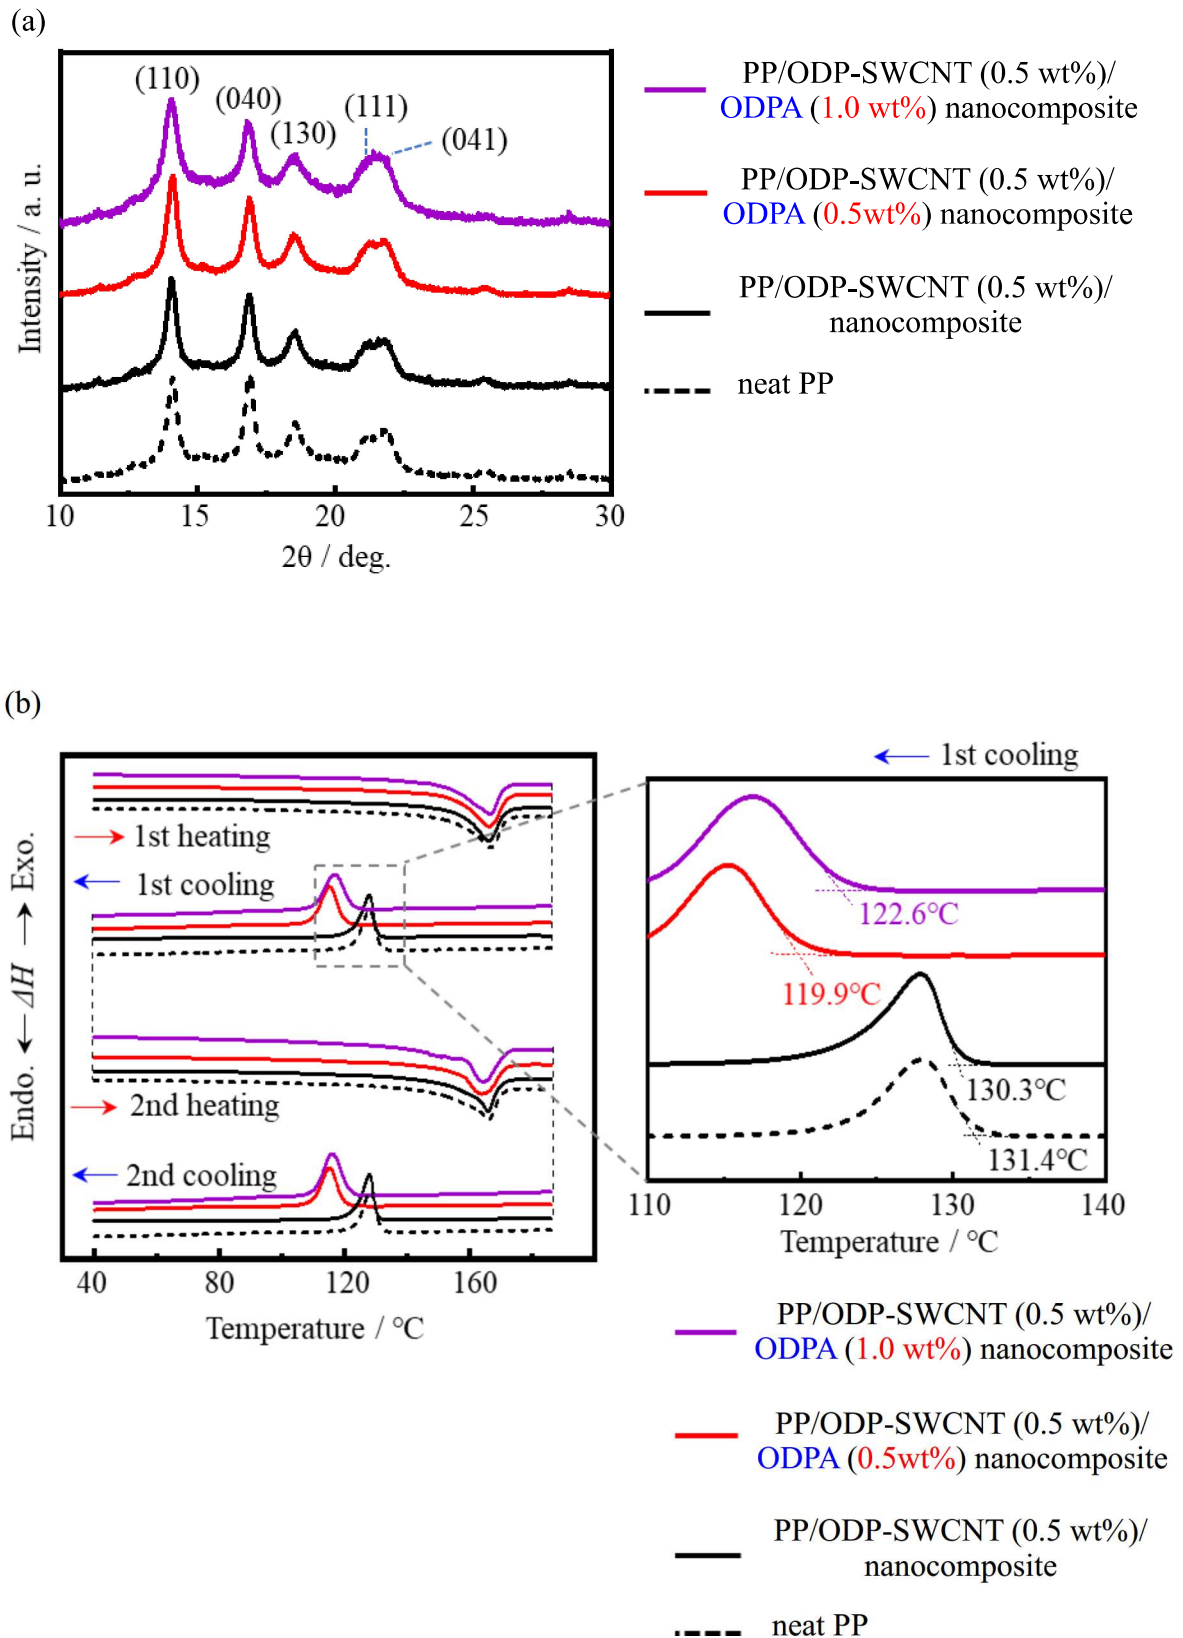 (a)
(110)
(040)
(130)
(111)
(041)
Intensity / a. u.
10
15
20
25
30
2θ / deg.
PP/ODP-SWCNT (0.5 wt%)/
ODPA (1.0 wt%) nanocomposite
PP/ODP-SWCNT (0.5 wt%)/
ODPA (0.5wt%) nanocomposite
PP/ODP-SWCNT (0.5 wt%)/
nanocomposite
neat PP
(b)
Endo. ← ΔH → Exo.
1st heating
1st cooling
2nd heating
2nd cooling
40
80
120
160
Temperature / °C
1st cooling
122.6°C
119.9°C
130.3°C
131.4°C
110
120
130
140
Temperature / °C
PP/ODP-SWCNT (0.5 wt%)/
ODPA (1.0 wt%) nanocomposite
PP/ODP-SWCNT (0.5 wt%)/
ODPA (0.5wt%) nanocomposite
PP/ODP-SWCNT (0.5 wt%)/
nanocomposite
neat PP